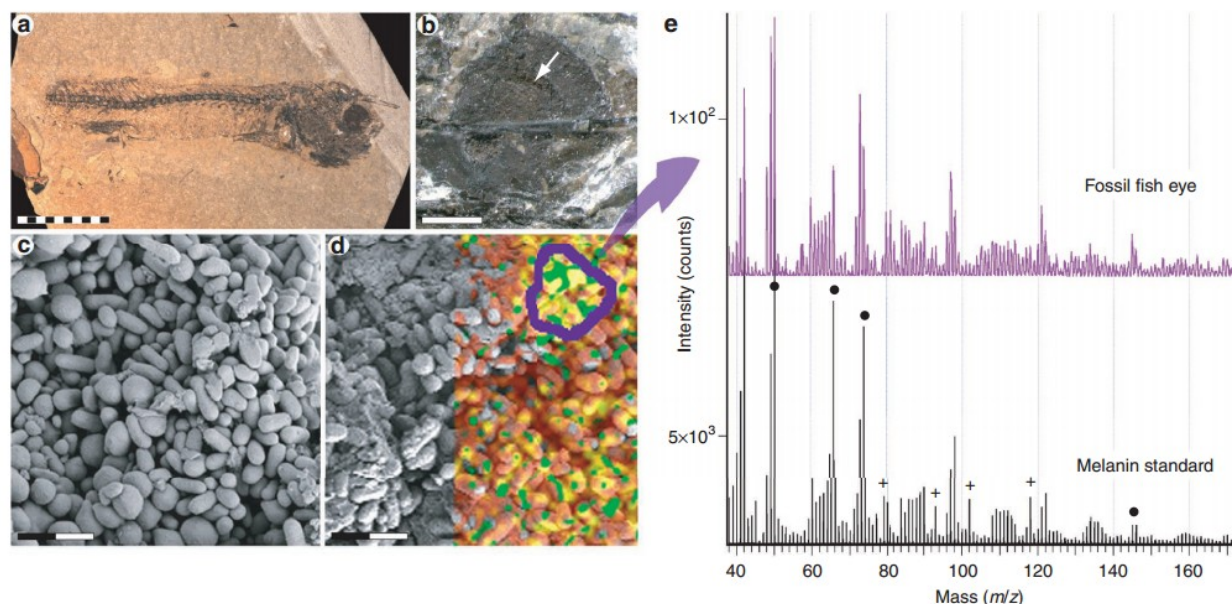 a
b
c
d
e
1×10²
5×10³
Intensity (counts)
Fossil fish eye
Melanin standard
+ + + +
40 60 80 100 120 140 160
Mass (m/z)